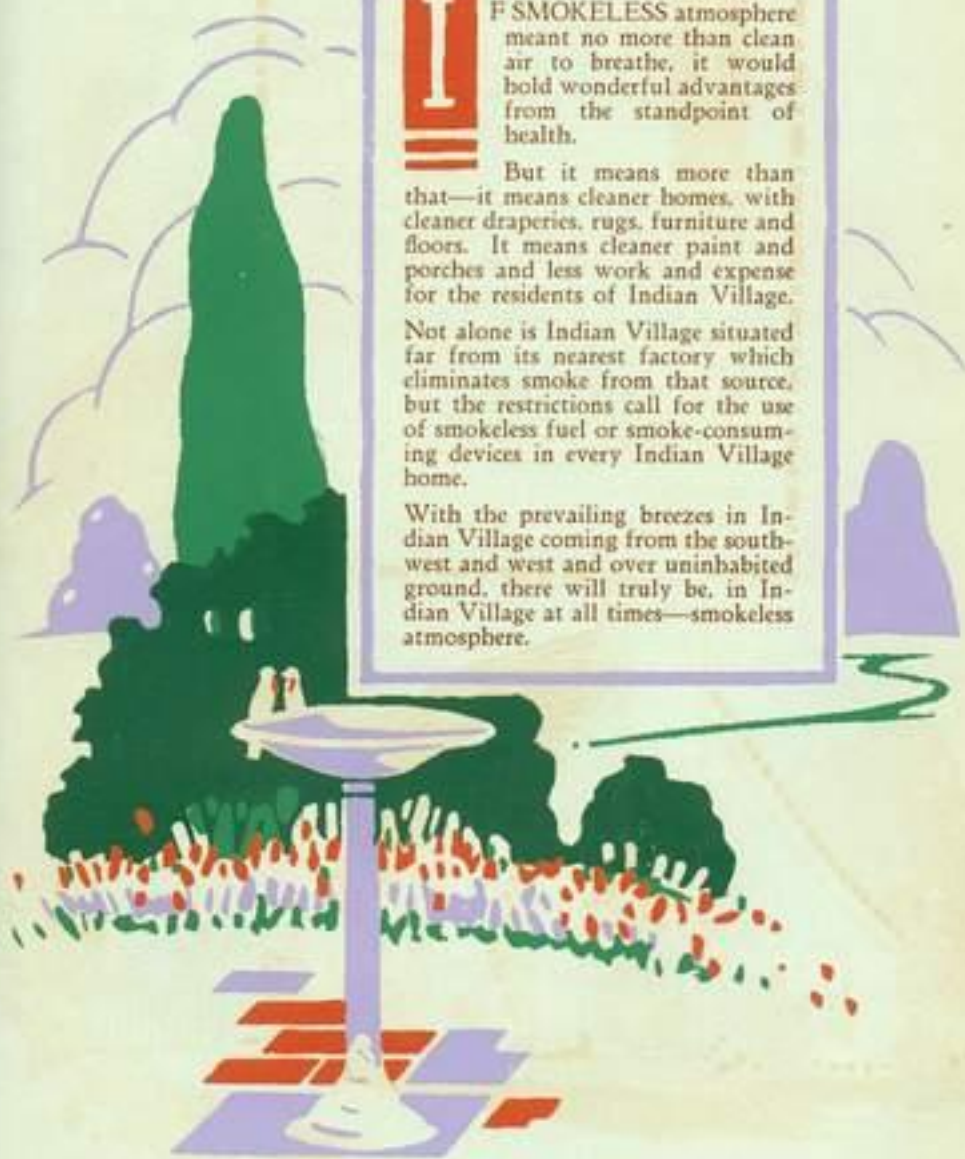 IF SMOKELESS atmosphere
meant no more than clean
air to breathe, it would
hold wonderful advantages
from the standpoint of
health.
But it means more than
that—it means cleaner homes, with
cleaner draperies, rugs, furniture and
floors. It means cleaner paint and
porches and less work and expense
for the residents of Indian Village.
Not alone is Indian Village situated
far from its nearest factory which
eliminates smoke from that source,
but the restrictions call for the use
of smokeless fuel or smoke-consum-
ing devices in every Indian Village
home.
With the prevailing breezes in In-
dian Village coming from the south-
west and west and over uninhabited
ground, there will truly be, in In-
dian Village at all times—smokeless
atmosphere.